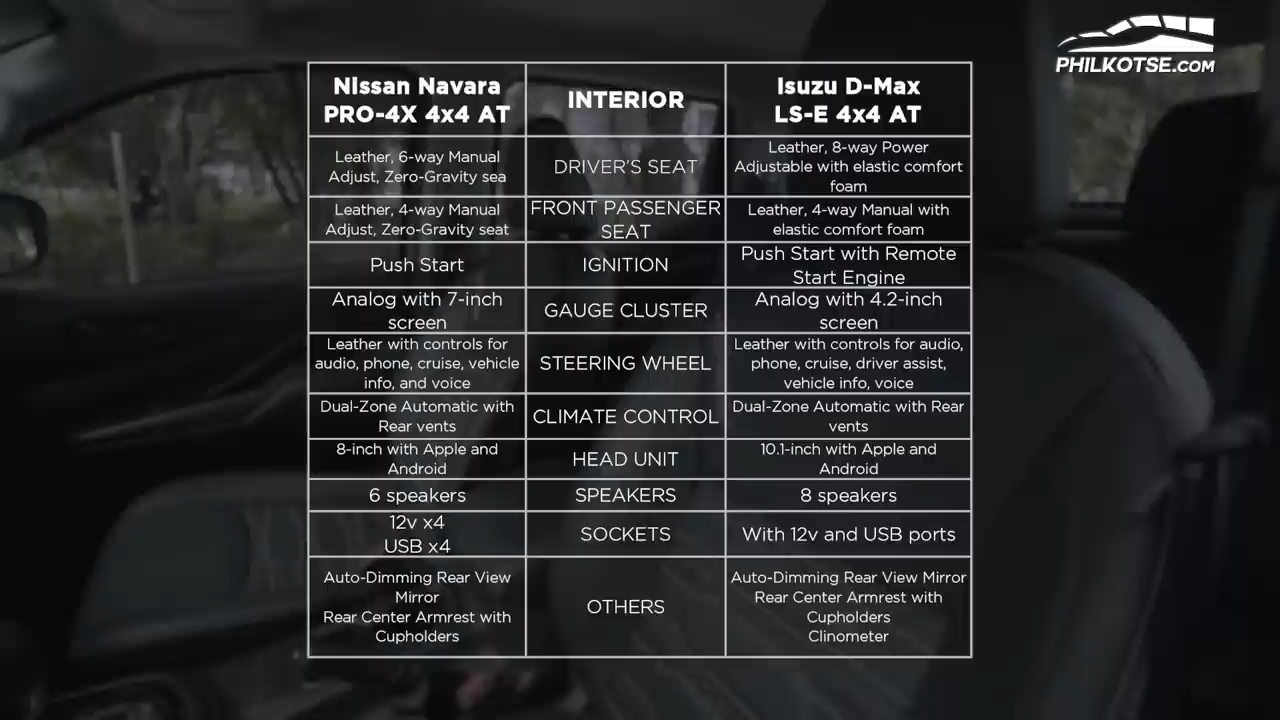 PHILKOTSE.COM
Nissan Navara
PRO-4X 4x4 AT
INTERIOR
Isuzu D-Max
LS-E 4x4 AT
Leather, 6-way Manual
Adjust, Zero-Gravity sea
DRIVER'S SEAT
Leather, 8-way Power
Adjustable with elastic comfort
foam
Leather, 4-way Manual
Adjust, Zero-Gravity seat
FRONT PASSENGER
SEAT
Leather, 4-way Manual with
elastic comfort foam
Push Start
IGNITION
Push Start with Remote
Start Engine
Analog with 7-inch
screen
GAUGE CLUSTER
Analog with 4.2-inch
screen
Leather with controls for
audio, phone, cruise, vehicle
info, and voice
STEERING WHEEL
Leather with controls for audio,
phone, cruise, driver assist,
vehicle info, voice
Dual-Zone Automatic with
Rear vents
CLIMATE CONTROL
Dual-Zone Automatic with Rear
vents
8-inch with Apple and
Android
HEAD UNIT
10.1-inch with Apple and
Android
6 speakers
SPEAKERS
8 speakers
12v x4
USB x4
SOCKETS
With 12v and USB ports
Auto-Dimming Rear View
Mirror
Rear Center Armrest with
Cupholders
OTHERS
Auto-Dimming Rear View Mirror
Rear Center Armrest with
Cupholders
Clinometer